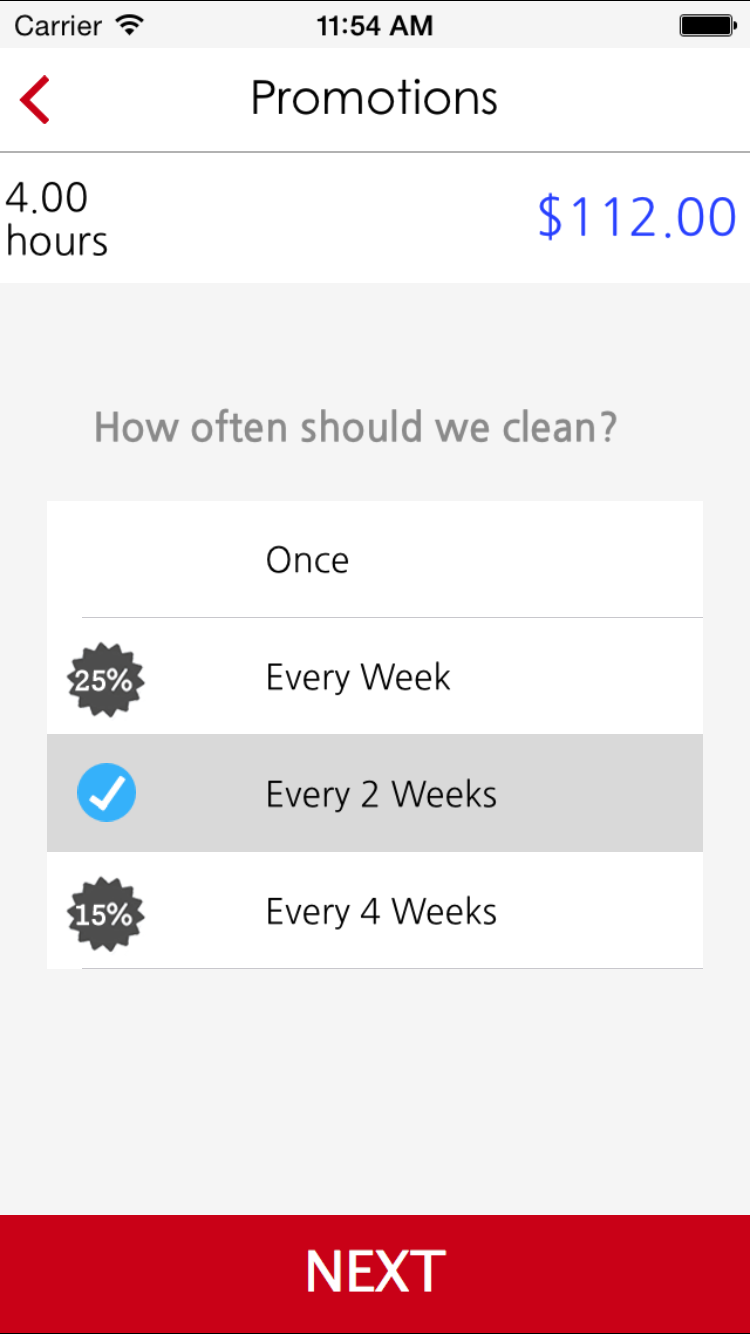 Carrier 11:54 AM
Promotions
4.00
hours
$112.00
How often should we clean?
Once
25% Every Week
Every 2 Weeks
15% Every 4 Weeks
NEXT